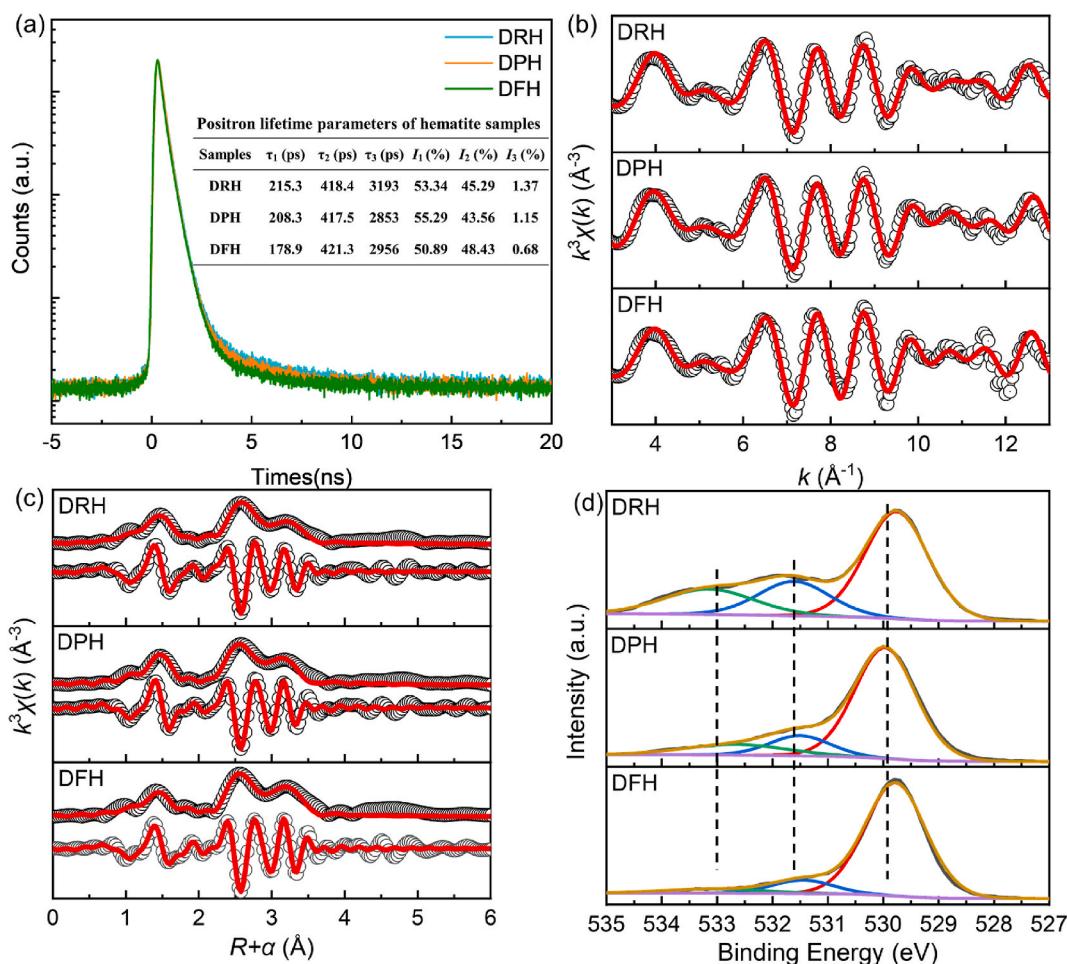 (a)
DRH
DPH
DFH
Positron lifetime parameters of hematite samples
Samples τ₁ (ps) τ₂ (ps) τ₃ (ps) I₁ (%) I₂ (%) I₃ (%)
DRH 215.3 418.4 3193 53.34 45.29 1.37
DPH 208.3 417.5 2853 55.29 43.56 1.15
DFH 178.9 421.3 2956 50.89 48.43 0.68
Counts (a.u.)
-5 0 5 10 15 20
Times(ns)
(b)
DRH
DPH
DFH
k³χ(k) (Å⁻³)
4 6 8 10 12
k (Å⁻¹)
(c)
DRH
DPH
DFH
k³χ(k) (Å⁻³)
0 1 2 3 4 5 6
R+α (Å)
(d)
DRH
DPH
DFH
Intensity (a.u.)
535 534 533 532 531 530 529 528 527
Binding Energy (eV)